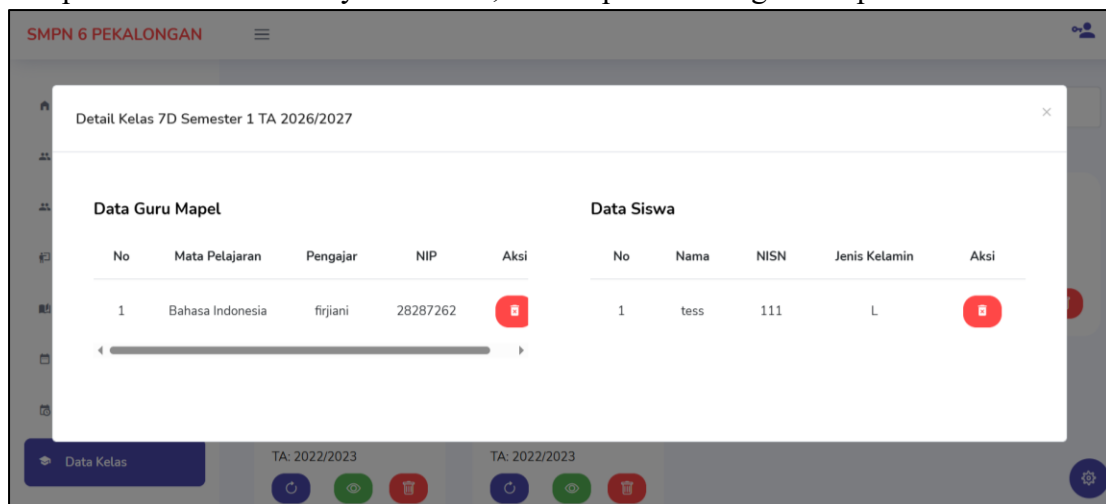 SMPN 6 PEKALONGAN
Detail Kelas 7D Semester 1 TA 2026/2027
×
Data Guru Mapel
No Mata Pelajaran Pengajar NIP Aksi
1 Bahasa Indonesia firjiani 28287262
Data Siswa
No Nama NISN Jenis Kelamin Aksi
1 tess 111 L
Data Kelas
TA: 2022/2023
TA: 2022/2023